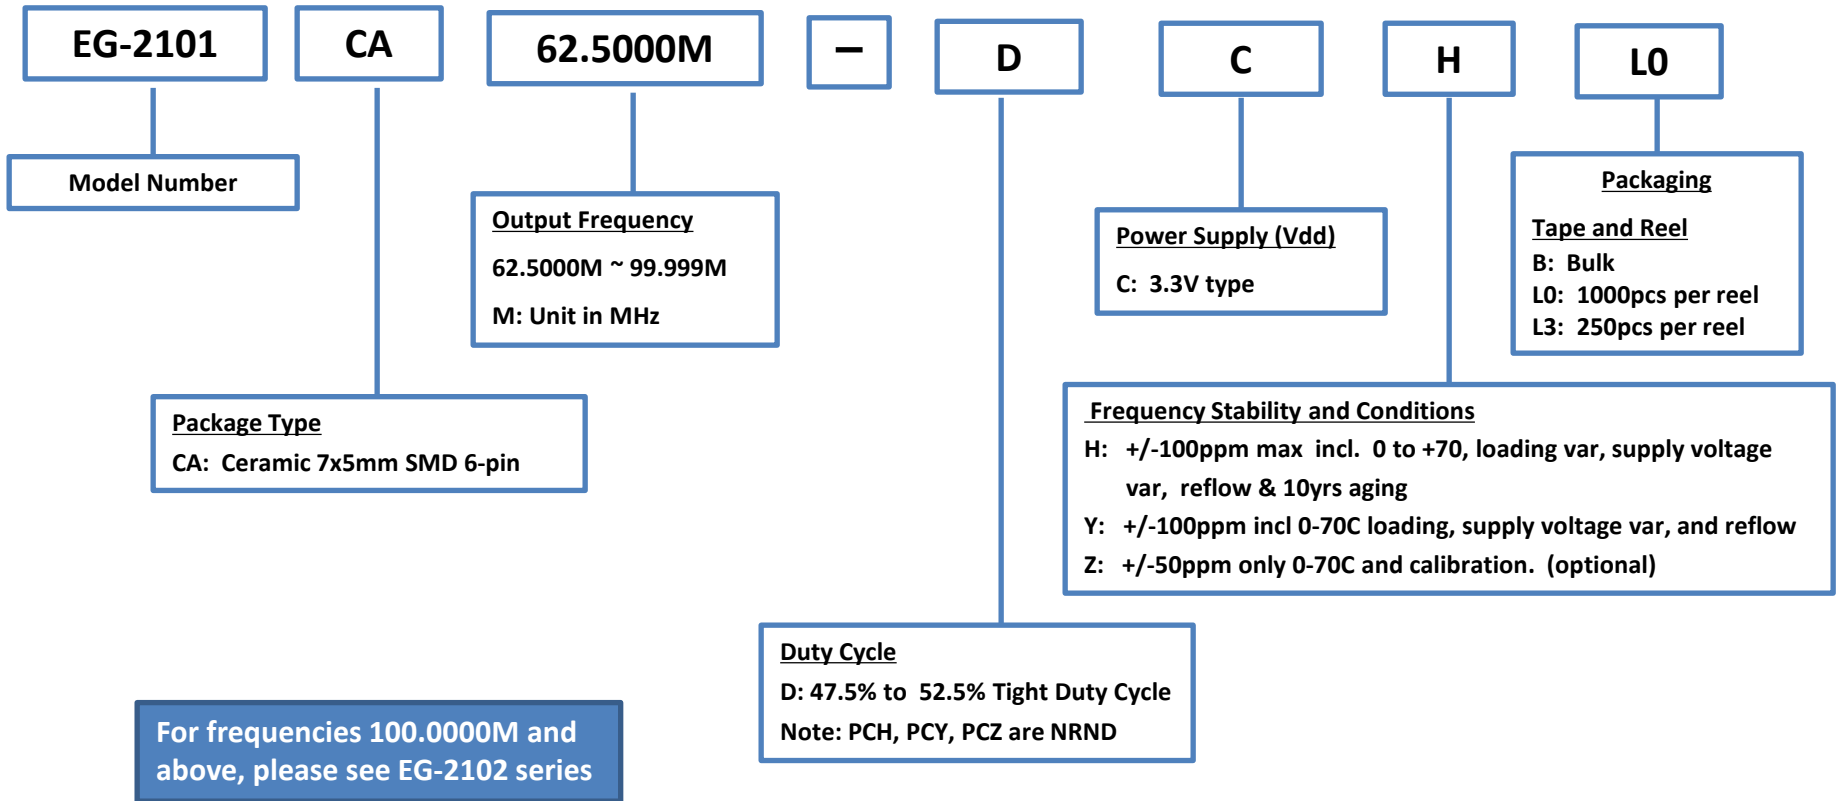 EG-2101 CA 62.5000M – D C H L0
Model Number
Output Frequency
62.5000M ~ 99.999M
M: Unit in MHz
Power Supply (Vdd)
C: 3.3V type
Packaging
Tape and Reel
B: Bulk
L0: 1000pcs per reel
L3: 250pcs per reel
Package Type
CA: Ceramic 7x5mm SMD 6-pin
Frequency Stability and Conditions
H: +/-100ppm max incl. 0 to +70, loading var, supply voltage
var, reflow & 10yrs aging
Y: +/-100ppm incl 0-70C loading, supply voltage var, and reflow
Z: +/-50ppm only 0-70C and calibration. (optional)
Duty Cycle
D: 47.5% to 52.5% Tight Duty Cycle
Note: PCH, PCY, PCZ are NRND
For frequencies 100.0000M and
above, please see EG-2102 series